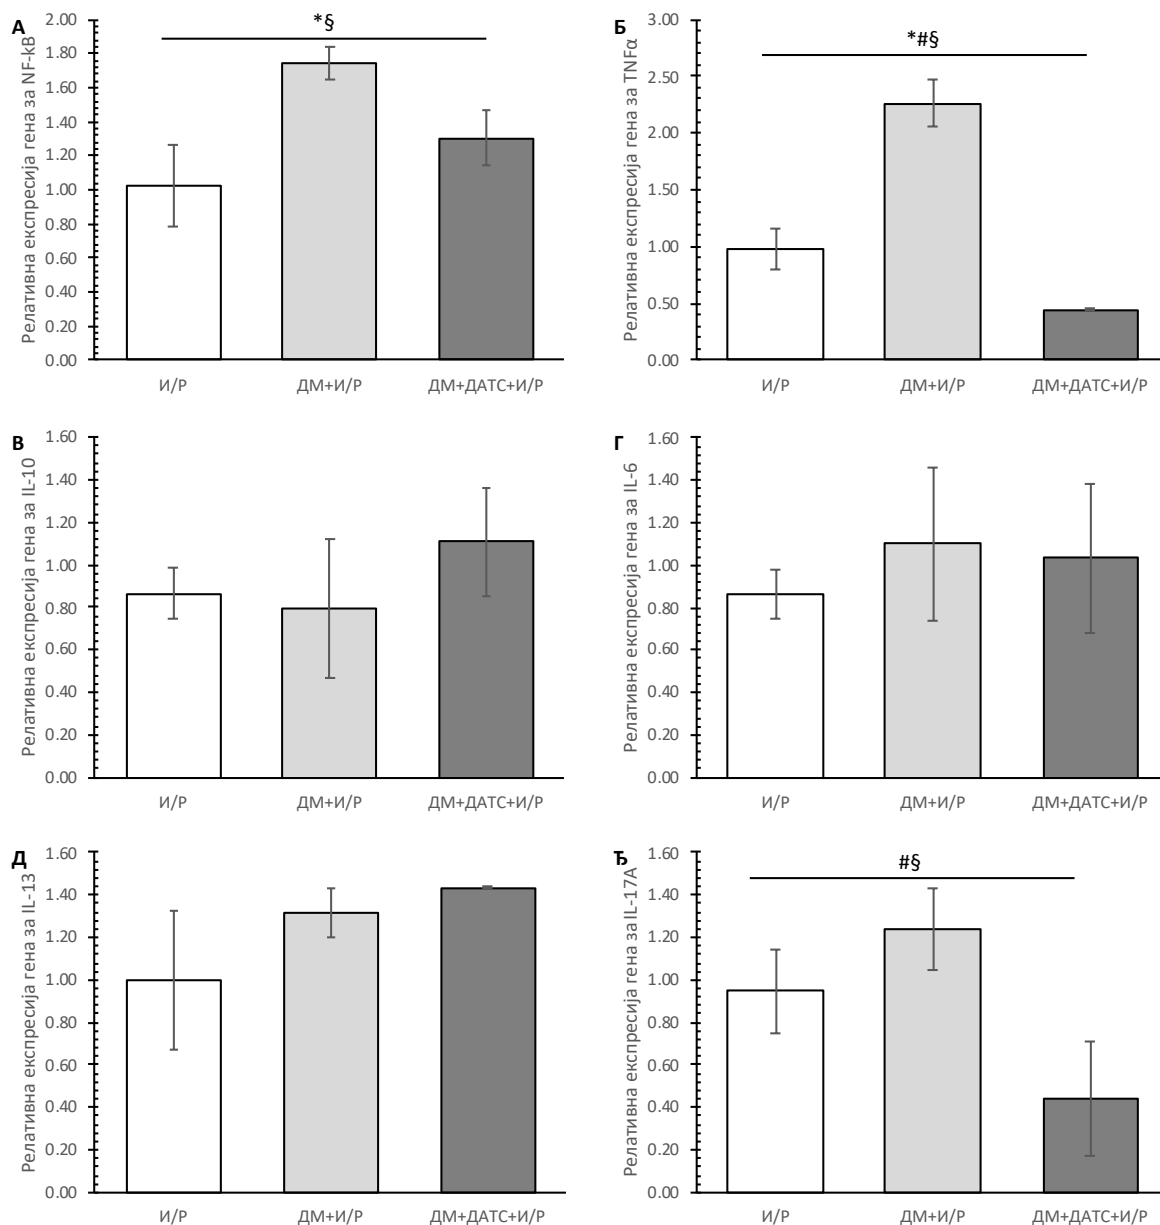 А
Релативна експресија гена за NF-kB
2.00
1.80
1.60
1.40
1.20
1.00
0.80
0.60
0.40
0.20
0.00
*§
И/Р
ДМ+И/Р
ДМ+ДАТС+И/Р
Б
Релативна експресија гена за TNFα
3.00
2.50
2.00
1.50
1.00
0.50
0.00
*#§
И/Р
ДМ+И/Р
ДМ+ДАТС+И/Р
В
Релативна експресија гена за IL-10
1.60
1.40
1.20
1.00
0.80
0.60
0.40
0.20
0.00
И/Р
ДМ+И/Р
ДМ+ДАТС+И/Р
Г
Релативна експресија гена за IL-6
1.60
1.40
1.20
1.00
0.80
0.60
0.40
0.20
0.00
И/Р
ДМ+И/Р
ДМ+ДАТС+И/Р
Д
Релативна експресија гена за IL-13
1.60
1.40
1.20
1.00
0.80
0.60
0.40
0.20
0.00
И/Р
ДМ+И/Р
ДМ+ДАТС+И/Р
Ђ
Релативна експресија гена за IL-17A
1.60
1.40
1.20
1.00
0.80
0.60
0.40
0.20
0.00
#§
И/Р
ДМ+И/Р
ДМ+ДАТС+И/Р